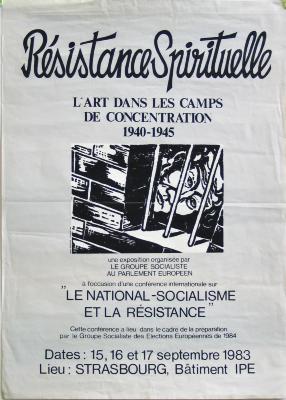 Résistance Spirituelle
L'ART DANS LES CAMPS
DE CONCENTRATION
1940-1945
une exposition organisée par
LE GROUPE SOCIALISTE
AU PARLEMENT EUROPEEN
à l'occasion d'une conférence internationale sur
"LE NATIONAL-SOCIALISME
ET LA RÉSISTANCE"
Cette conférence a lieu dans le cadre de la préparation
par le Groupe Socialiste des Elections Européennes de 1984
Dates : 15, 16 et 17 septembre 1983
Lieu : STRASBOURG, Bâtiment IPE